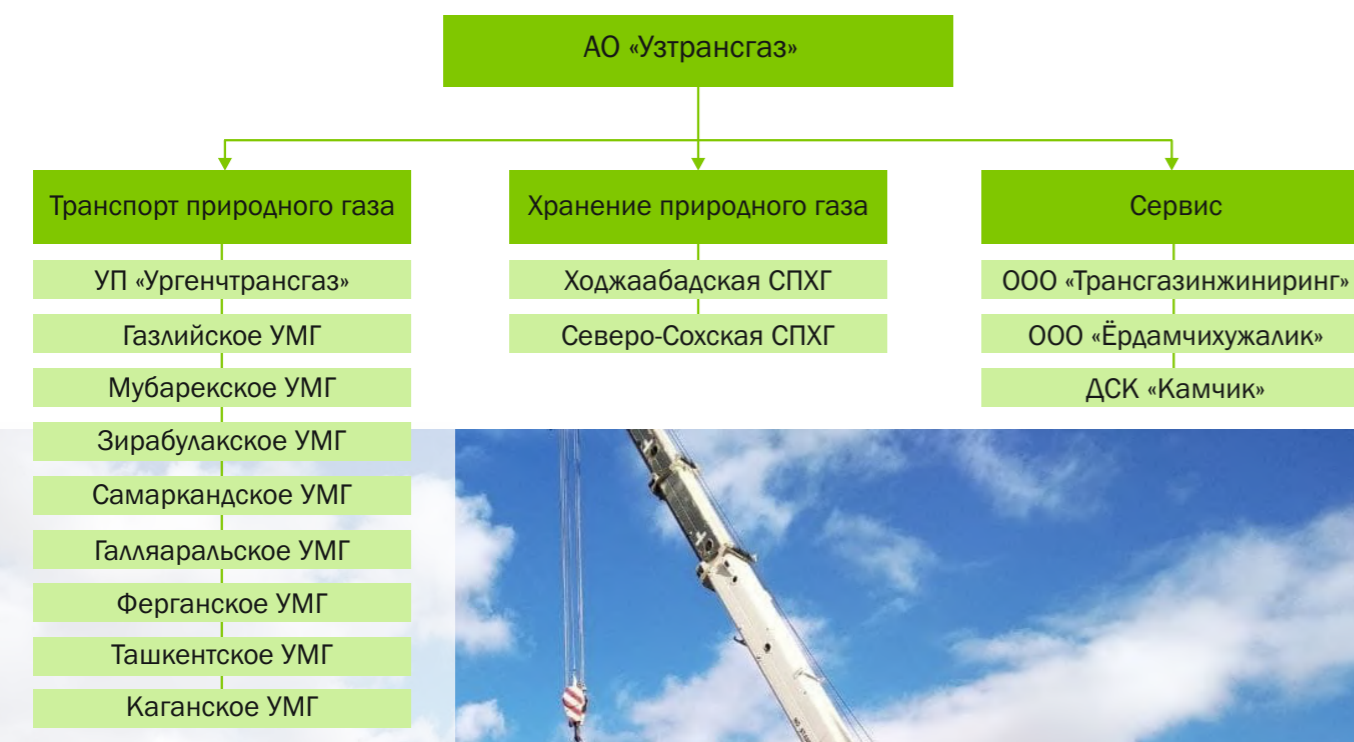 АО «Узтрансгаз»
Транспорт природного газа
УП «Ургенчтрансгаз»
Газлийское УМГ
Мубарекское УМГ
Зирабулакское УМГ
Самаркандское УМГ
Галляаральское УМГ
Ферганское УМГ
Ташкентское УМГ
Каганское УМГ
Хранение природного газа
Ходжаабадская СПХГ
Северо-Сохская СПХГ
Сервис
ООО «Трансгазинжиниринг»
ООО «Ёрдамчихужалик»
ДСК «Камчик»